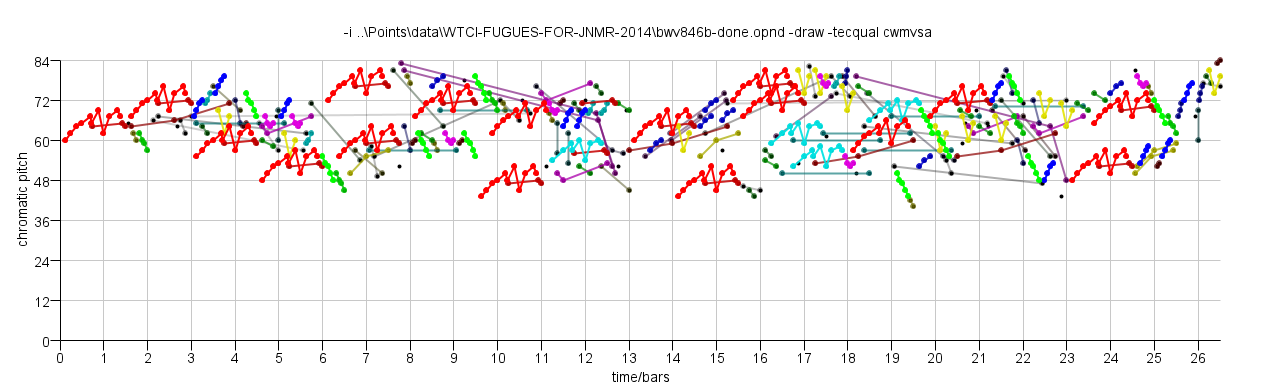 -i ..\Points\data\WTCI-FUGUES-FOR-JNMR-2014\bwv846b-done.opnd -draw -tecqual cwmvsa
84
72
60
48
36
24
12
0
chromatic pitch
0 1 2 3 4 5 6 7 8 9 10 11 12 13 14 15 16 17 18 19 20 21 22 23 24 25 26
time/bars